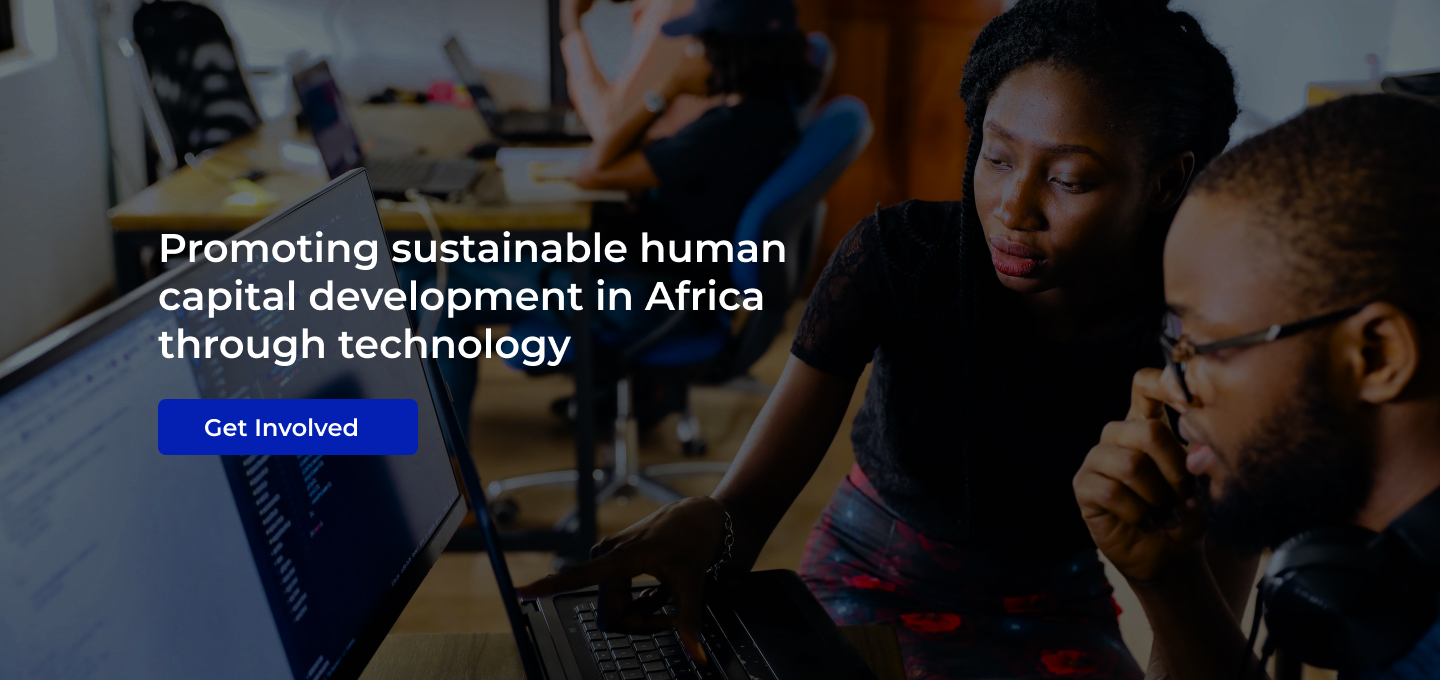 Promoting sustainable human
capital development in Africa
through technology
Get Involved